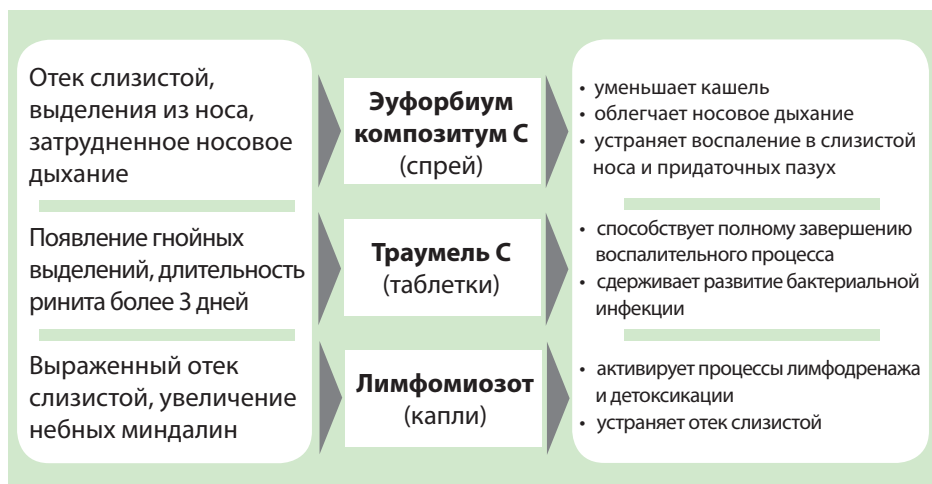 Отек слизистой,
выделения из носа,
затрудненное носовое
дыхание
Эуфорбиум
композитум С
(спрей)
• уменьшает кашель
• облегчает носовое дыхание
• устраняет воспаление в слизистой
носа и придаточных пазух
Появление гнойных
выделений, длительность
ринита более 3 дней
Траумель С
(таблетки)
• способствует полному завершению
воспалительного процесса
• сдерживает развитие бактериальной
инфекции
Выраженный отек
слизистой, увеличение
небных миндалин
Лимфомиозот
(капли)
• активирует процессы лимфодренажа
и детоксикации
• устраняет отек слизистой